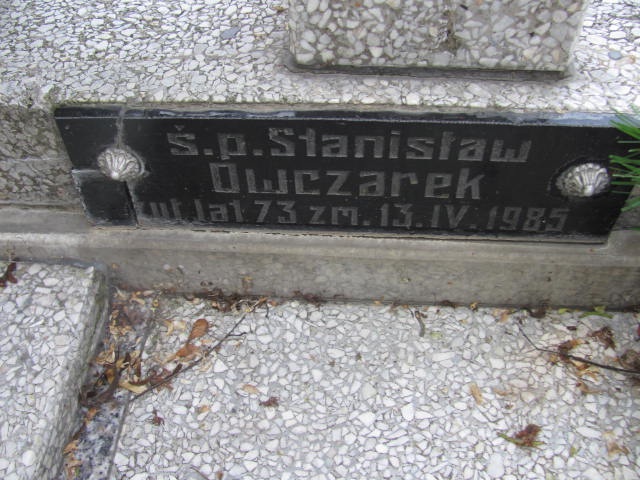 Ś.p. Stanisław
Owczarek
żył lat 73 zm. 13.IV.1985